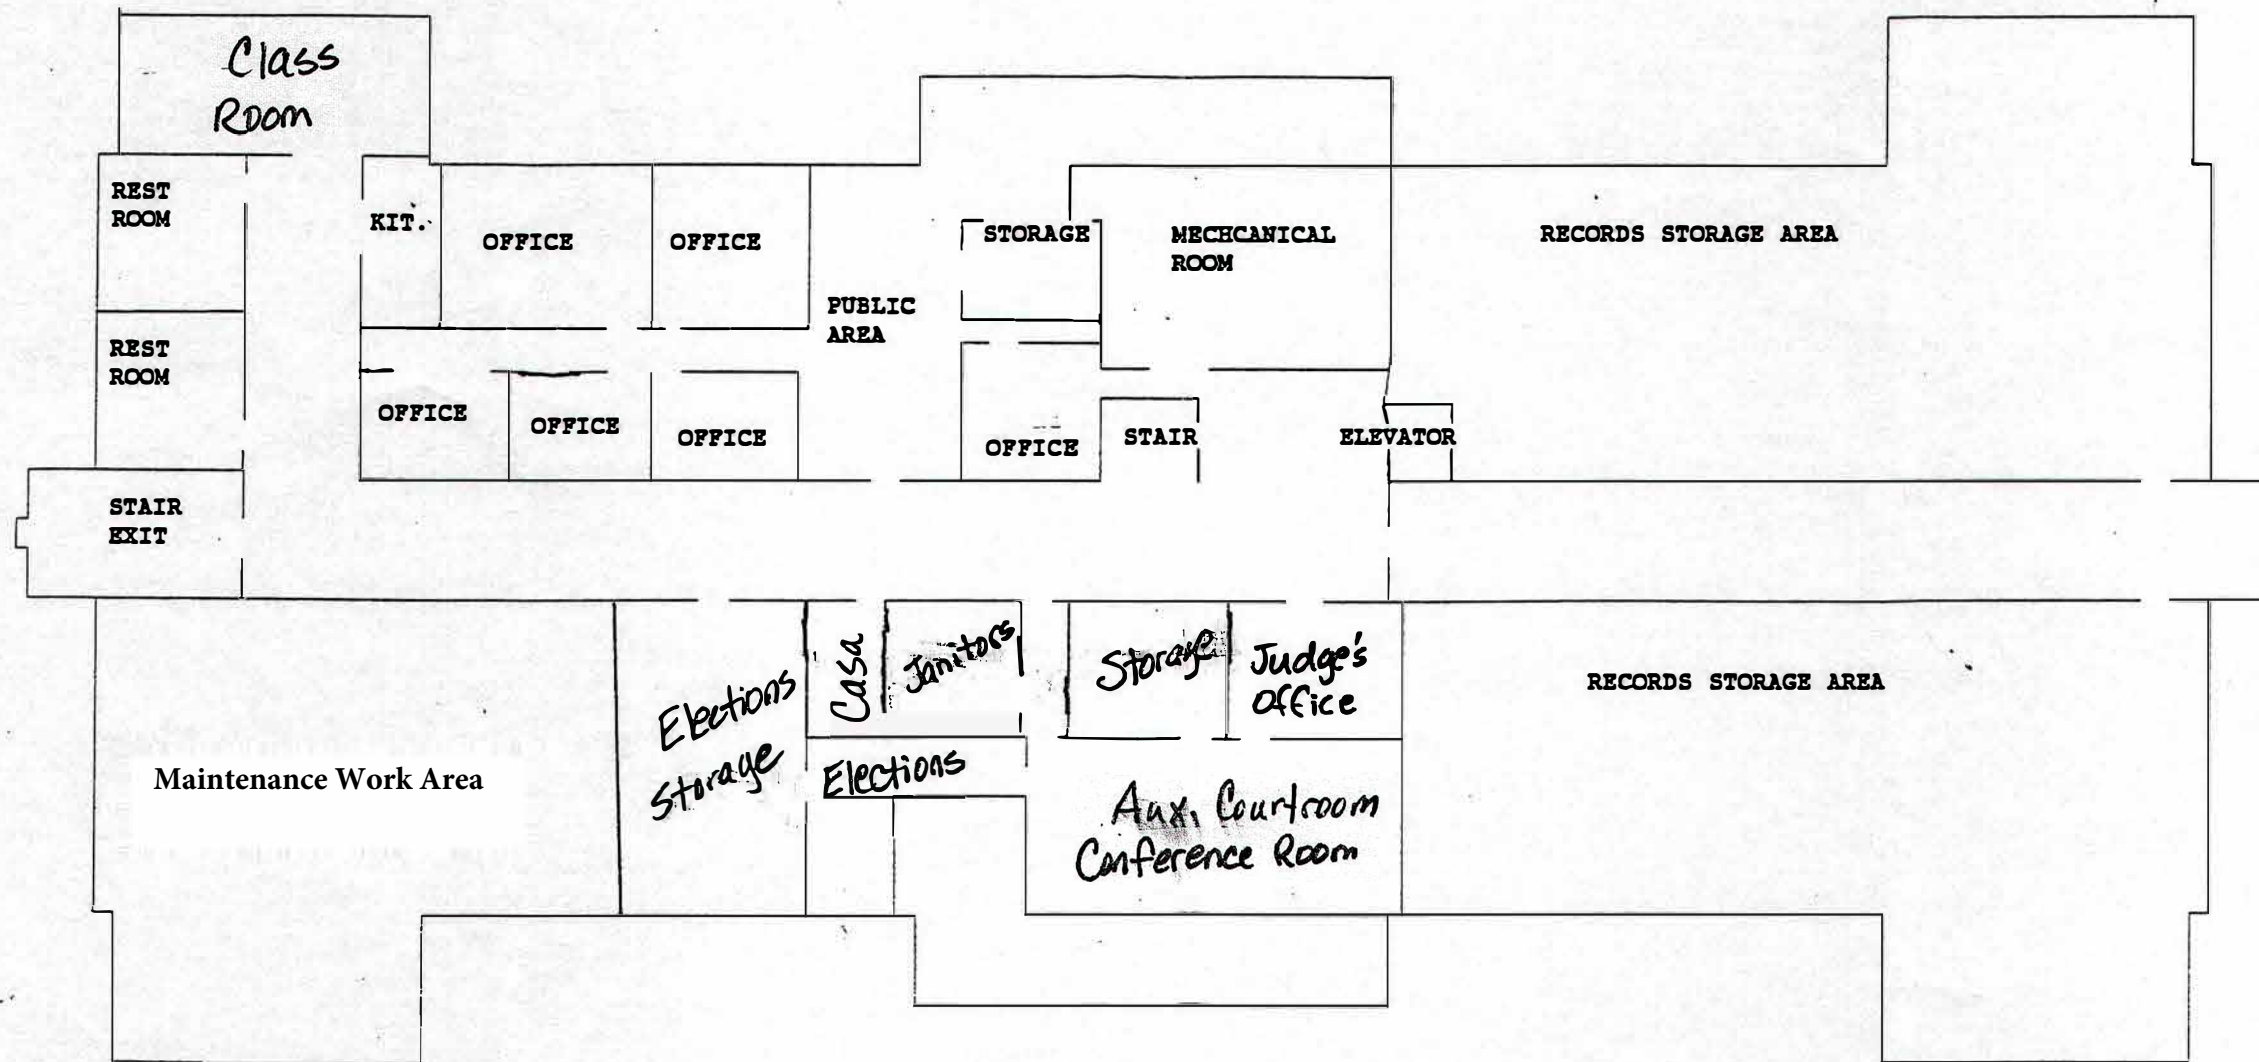 Class
Room
REST
ROOM
KIT.
OFFICE
OFFICE
STORAGE
MECHCANICAL
ROOM
RECORDS STORAGE AREA
PUBLIC
AREA
REST
ROOM
OFFICE
OFFICE
OFFICE
OFFICE
STAIR
ELEVATOR
STAIR
EXIT
Elections
Storage
Casa
Janitors
Storage
Judge's
Office
RECORDS STORAGE AREA
Maintenance Work Area
Elections
Aux. Courtroom
Conference Room